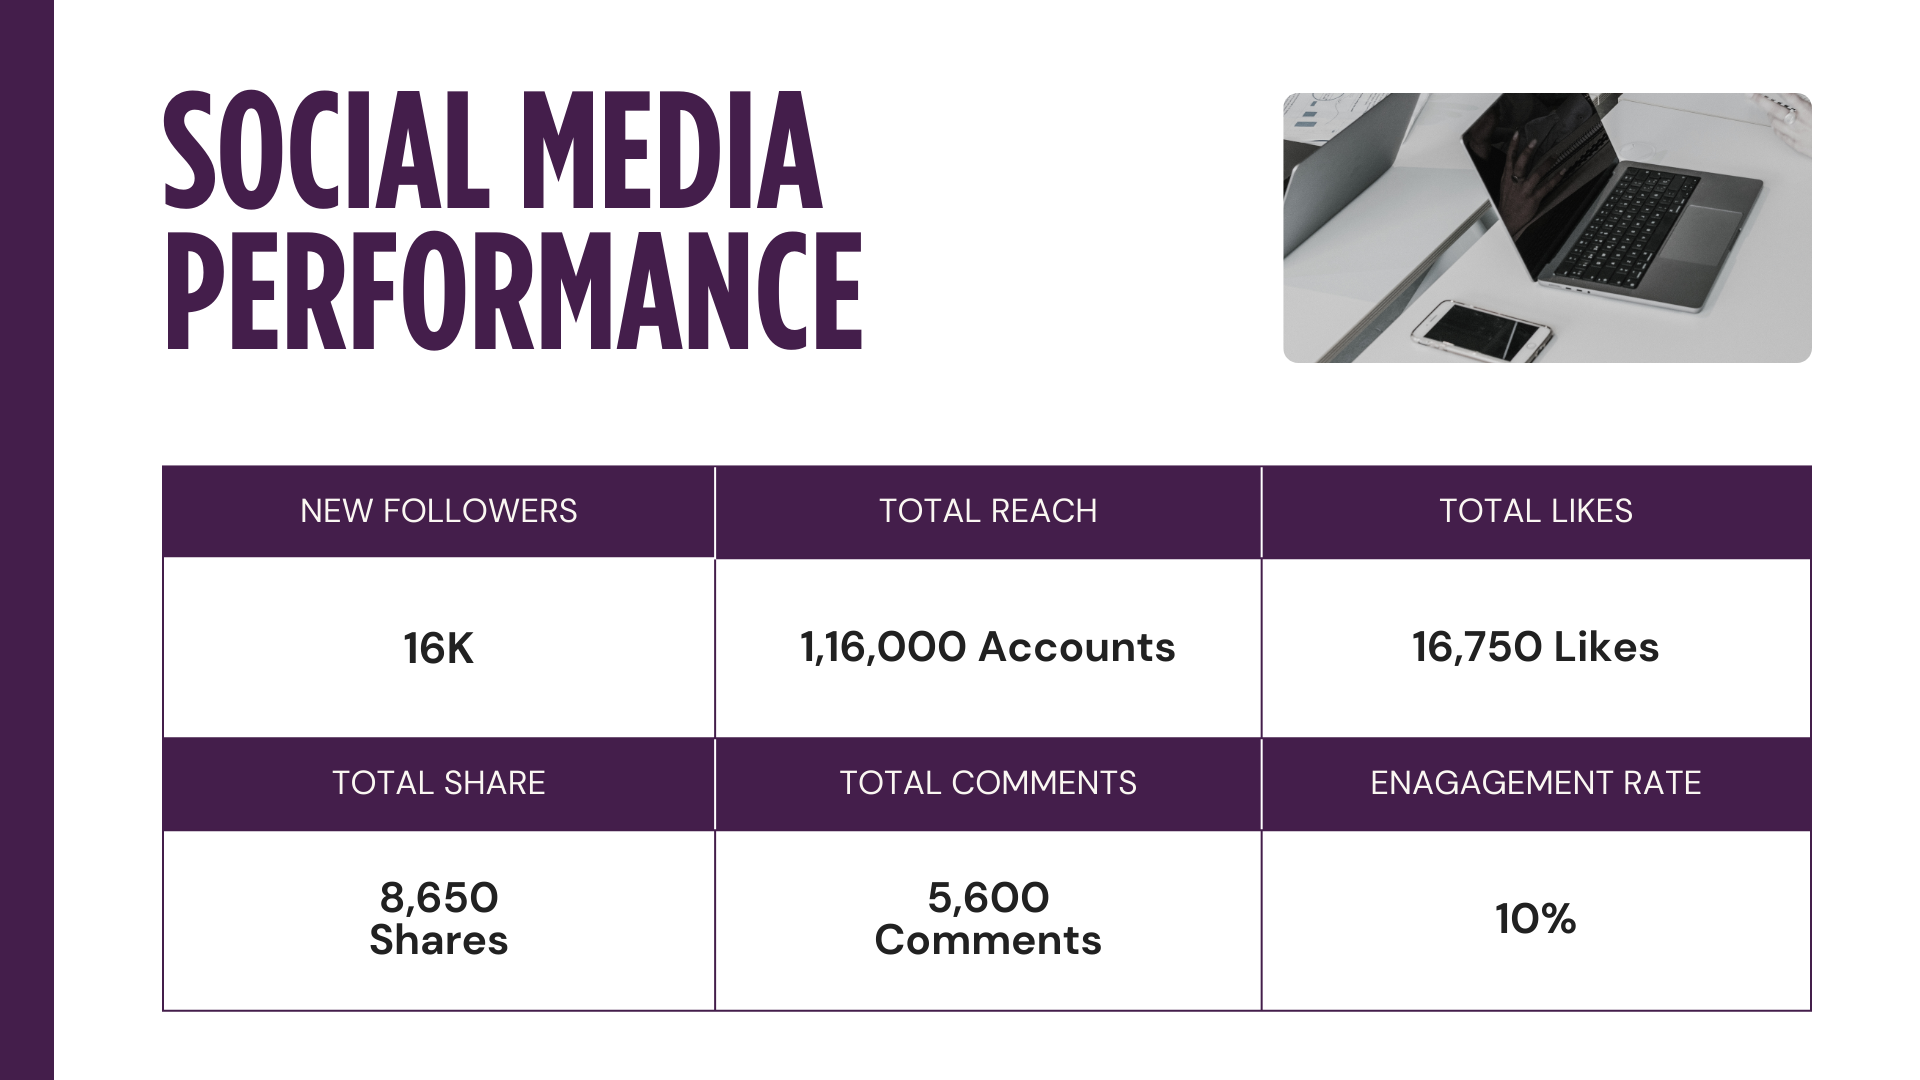 SOCIAL MEDIA
PERFORMANCE
NEW FOLLOWERS
TOTAL REACH
TOTAL LIKES
16K
1,16,000 Accounts
16,750 Likes
TOTAL SHARE
TOTAL COMMENTS
ENAGAGEMENT RATE
8,650
Shares
5,600
Comments
10%